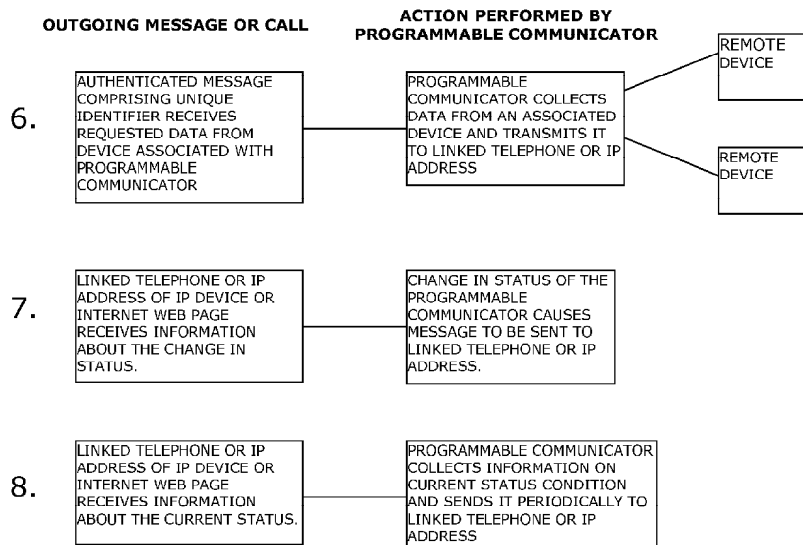 OUTGOING MESSAGE OR CALL
ACTION PERFORMED BY
PROGRAMMABLE COMMUNICATOR
6.
AUTHENTICATED MESSAGE
COMPRISING UNIQUE
IDENTIFIER RECEIVES
REQUESTED DATA FROM
DEVICE ASSOCIATED WITH
PROGRAMMABLE
COMMUNICATOR
PROGRAMMABLE
COMMUNICATOR COLLECTS
DATA FROM AN ASSOCIATED
DEVICE AND TRANSMITS IT
TO LINKED TELEPHONE OR IP
ADDRESS
REMOTE
DEVICE
REMOTE
DEVICE
7.
LINKED TELEPHONE OR IP
ADDRESS OF IP DEVICE OR
INTERNET WEB PAGE
RECEIVES INFORMATION
ABOUT THE CHANGE IN
STATUS.
CHANGE IN STATUS OF THE
PROGRAMMABLE
COMMUNICATOR CAUSES
MESSAGE TO BE SENT TO
LINKED TELEPHONE OR IP
ADDRESS.
8.
LINKED TELEPHONE OR IP
ADDRESS OF IP DEVICE OR
INTERNET WEB PAGE
RECEIVES INFORMATION
ABOUT THE CURRENT STATUS.
PROGRAMMABLE COMMUNICATOR
COLLECTS INFORMATION ON
CURRENT STATUS CONDITION
AND SENDS IT PERIODICALLY TO
LINKED TELEPHONE OR IP
ADDRESS